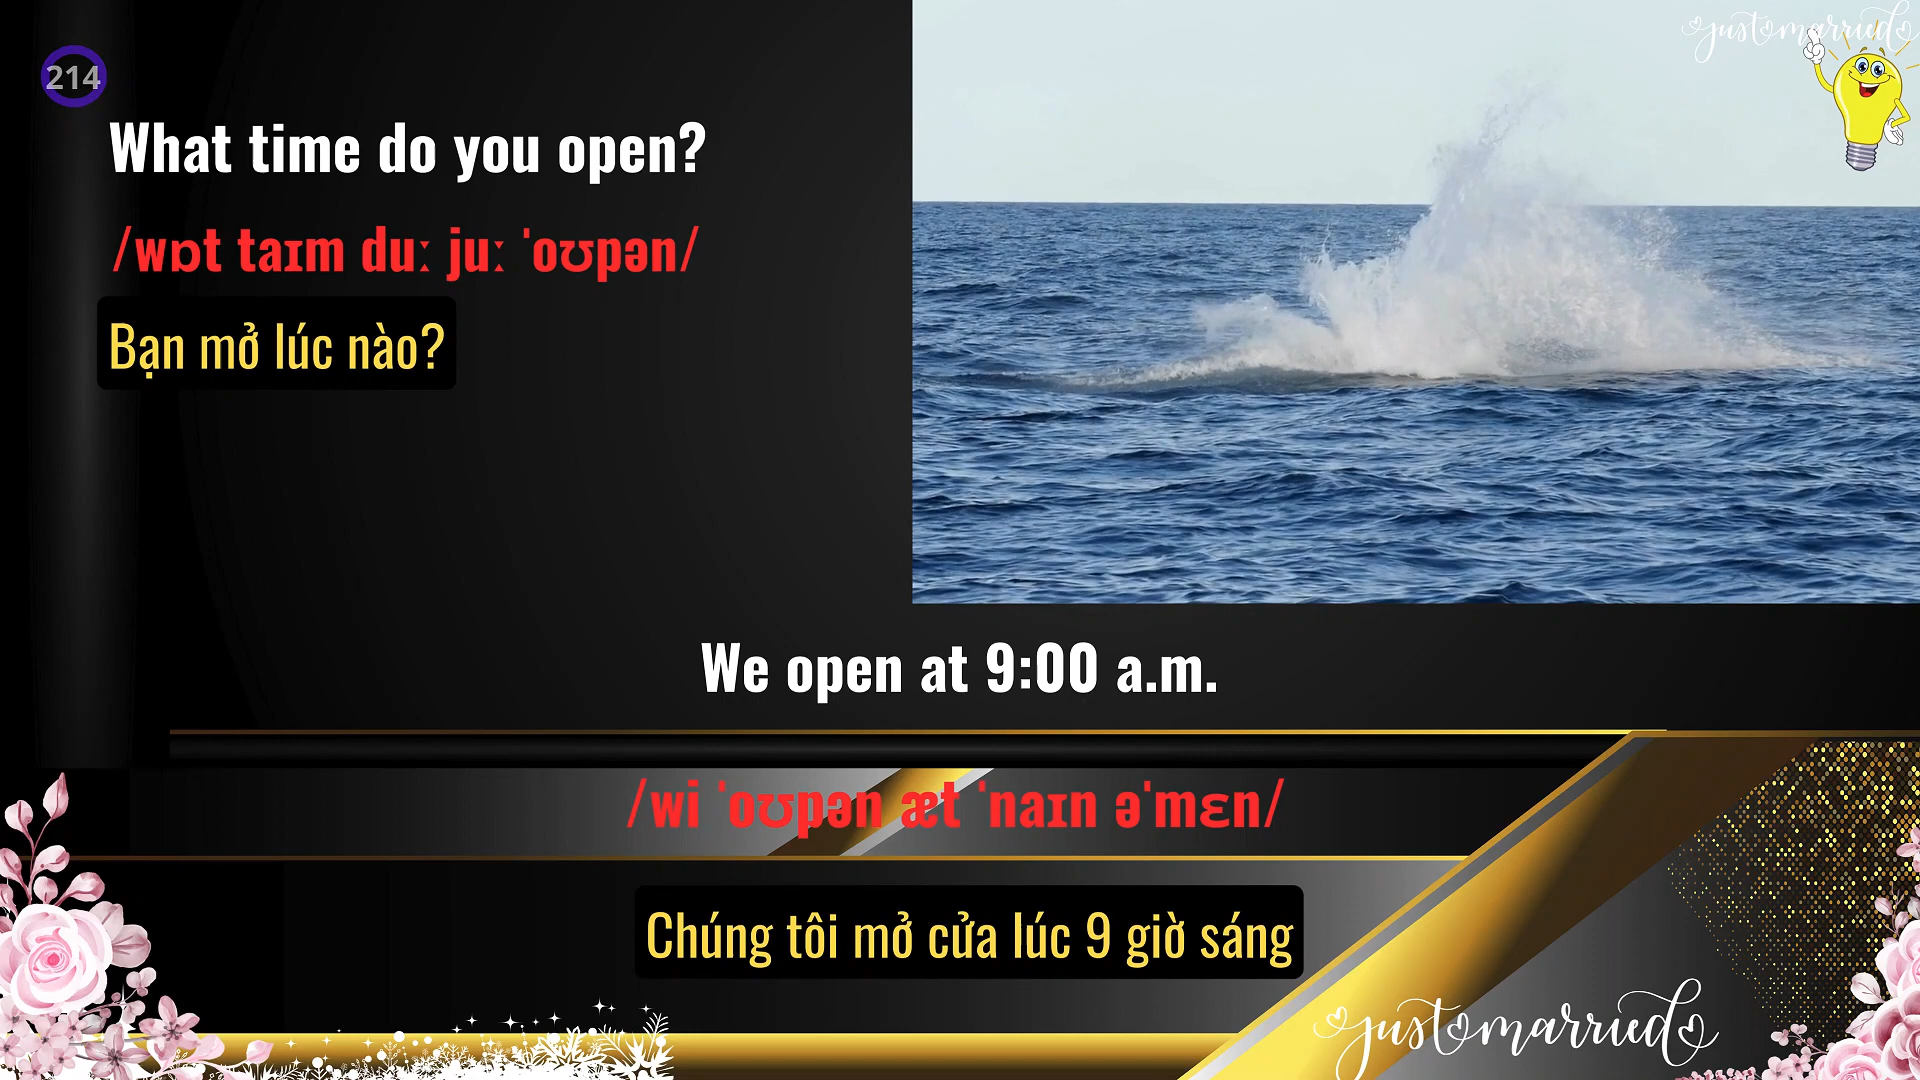 justmarried
214
What time do you open?
/wɒt taɪm duː juː ˈoʊpən/
Bạn mở lúc nào?
We open at 9:00 a.m.
/wi ˈoʊpən æt ˈnaɪn əˈmɛn/
Chúng tôi mở cửa lúc 9 giờ sáng
justmarried